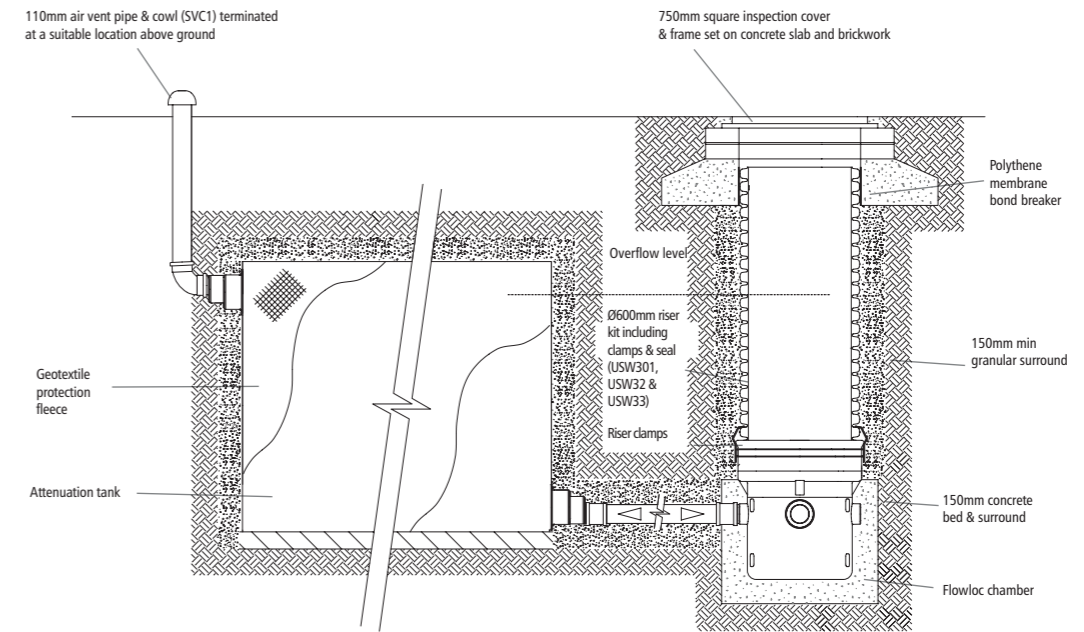 110mm air vent pipe & cowl (SVC1) terminated
at a suitable location above ground
750mm square inspection cover
& frame set on concrete slab and brickwork
Polythene
membrane
bond breaker
Overflow level
Ø600mm riser
kit including
clamps & seal
(USW301,
USW32 &
USW33)
Riser clamps
150mm min
granular surround
Geotextile
protection
fleece
Attenuation tank
150mm concrete
bed & surround
Flowloc chamber